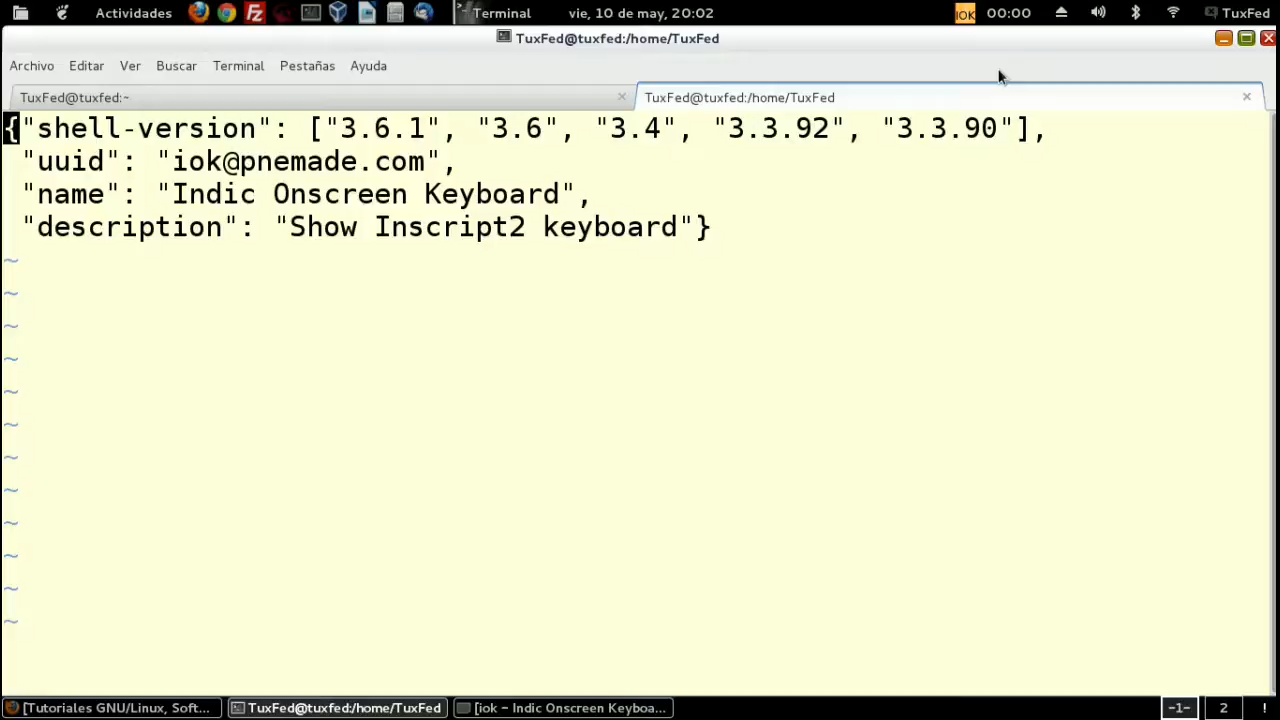 Actividades Terminal vie, 10 de may, 20:02 IOK 00:00 TuxFed
TuxFed@tuxfed:/home/TuxFed
Archivo Editar Ver Buscar Terminal Pestañas Ayuda
TuxFed@tuxfed:~ TuxFed@tuxfed:/home/TuxFed
{"shell-version": ["3.6.1", "3.6", "3.4", "3.3.92", "3.3.90"],
"uuid": "iok@pnemade.com",
"name": "Indic Onscreen Keyboard",
"description": "Show Inscript2 keyboard"}
~
~
~
~
~
~
~
~
~
~
~
~
[Tutoriales GNU/Linux, Soft... TuxFed@tuxfed:/home/TuxFed [iok – Indic Onscreen Keyboa... -1- 2 !